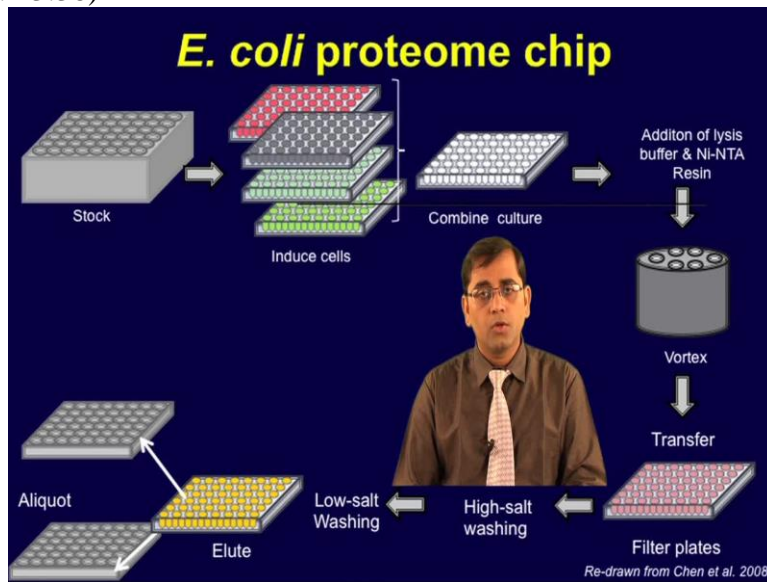 E. coli proteome chip
Stock
Induce cells
Combine culture
Additon of lysis
buffer & Ni-NTA
Resin
Vortex
Transfer
Filter plates
High-salt
washing
Low-salt
Washing
Elute
Aliquot
Re-drawn from Chen et al. 2008